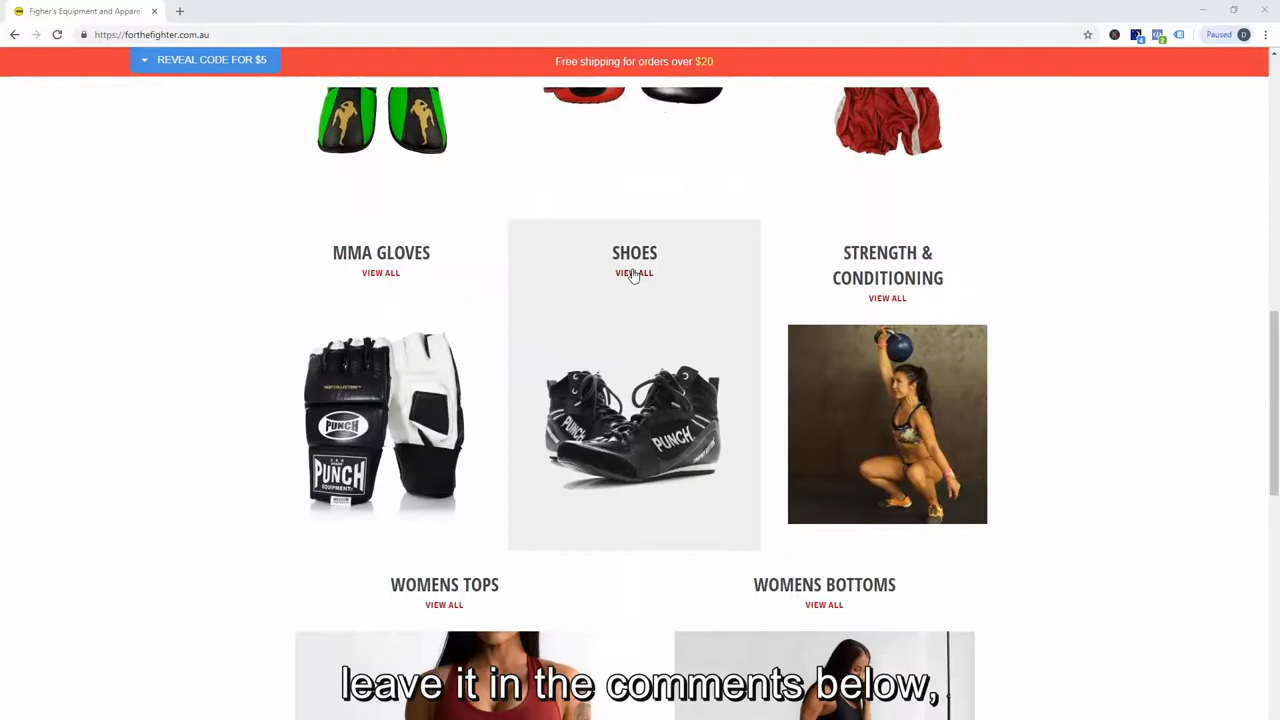 Figher's Equipment and Apparel
https://forthefighter.com.au
Paused
D
REVEAL CODE FOR $5
Free shipping for orders over $20
MMA GLOVES
VIEW ALL
SHOES
VIEW ALL
STRENGTH &
CONDITIONING
VIEW ALL
PUNCH
PUNCH
EQUIPMENT
MEDIUM
PUNCH
PUNCH
WOMENS TOPS
VIEW ALL
WOMENS BOTTOMS
VIEW ALL
leave it in the comments below,